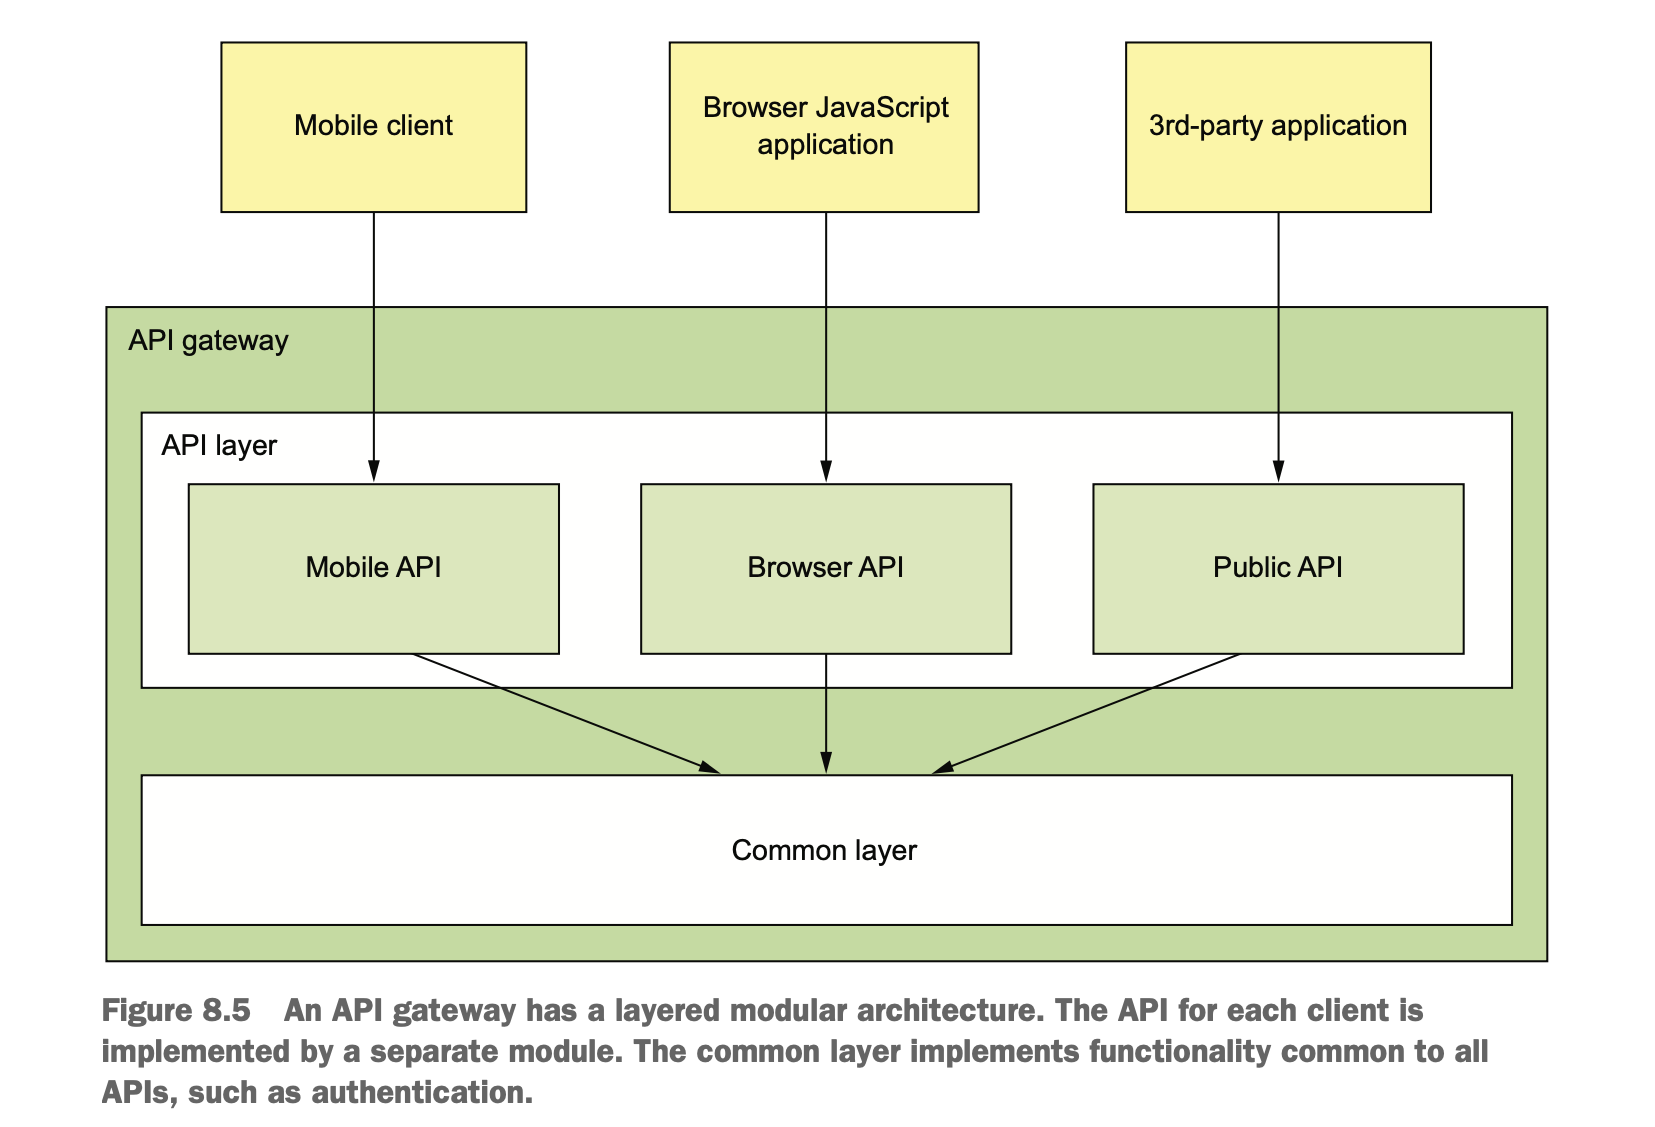 Mobile client
Browser JavaScript
application
3rd-party application
API gateway
API layer
Mobile API
Browser API
Public API
Common layer
Figure 8.5 An API gateway has a layered modular architecture. The API for each client is
implemented by a separate module. The common layer implements functionality common to all
APIs, such as authentication.